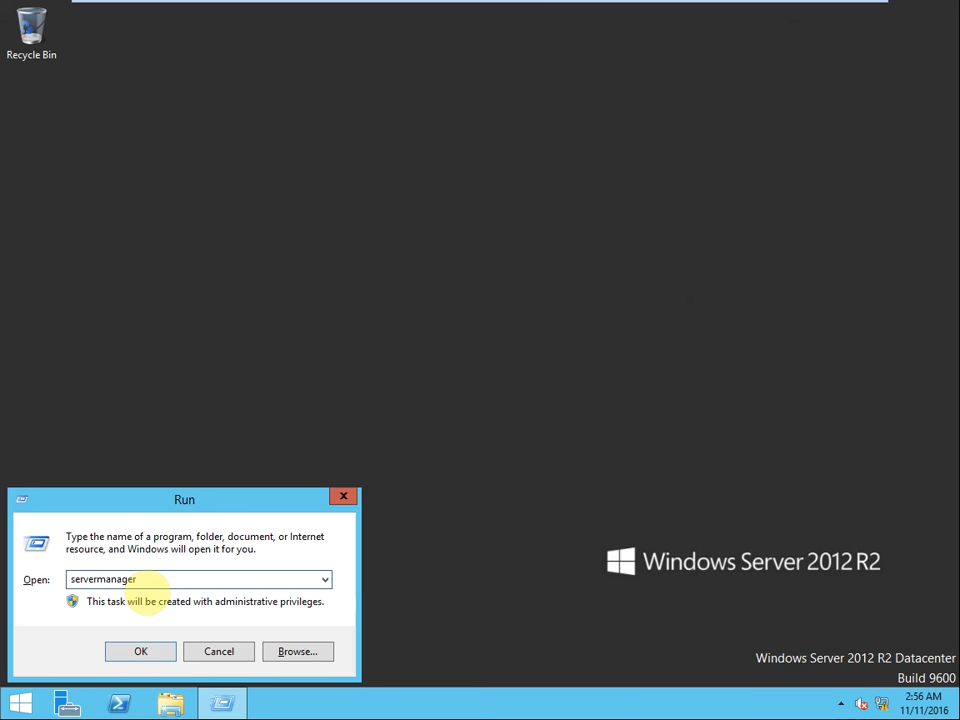 Recycle Bin
Run
x
Type the name of a program, folder, document, or Internet
resource, and Windows will open it for you.
Open:
servermanager
This task will be created with administrative privileges.
OK
Cancel
Browse...
Windows Server 2012 R2
Windows Server 2012 R2 Datacenter
Build 9600
2:56 AM
11/11/2016